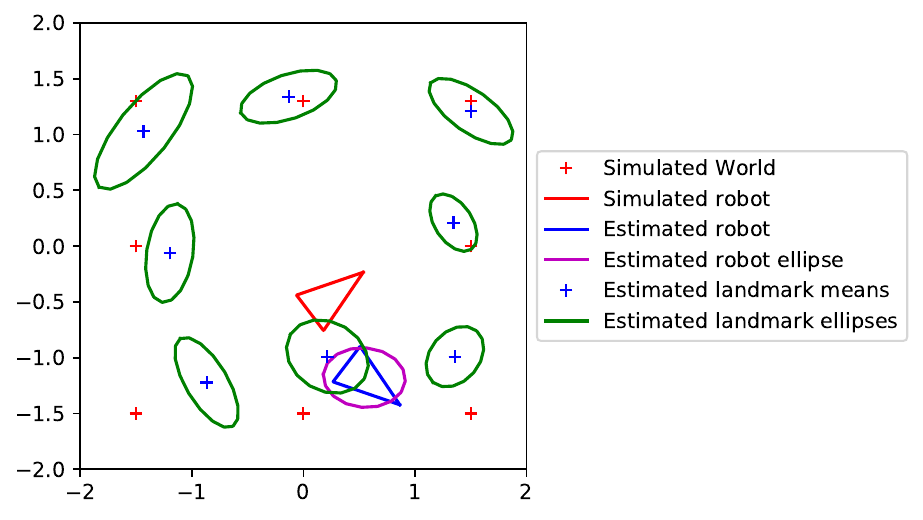 2.0
1.5
1.0
0.5
0.0
−0.5
−1.0
−1.5
−2.0
−2 −1 0 1 2
Simulated World
Simulated robot
Estimated robot
Estimated robot ellipse
Estimated landmark means
Estimated landmark ellipses